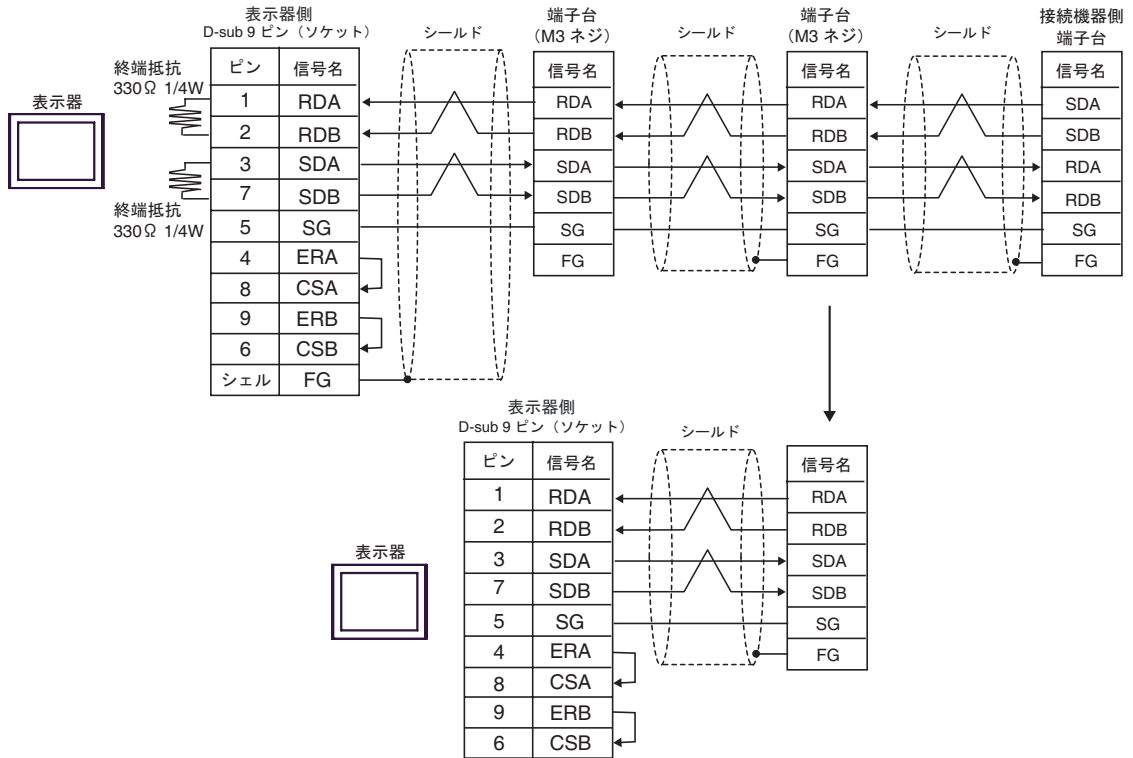 表示器側
D-sub 9 ピン（ソケット）
シールド
端子台
（M3 ネジ）
シールド
端子台
（M3 ネジ）
シールド
接続機器側
端子台
表示器
終端抵抗
330Ω 1/4W
終端抵抗
330Ω 1/4W
ピン 信号名
1 RDA
2 RDB
3 SDA
7 SDB
5 SG
4 ERA
8 CSA
9 ERB
6 CSB
シェル FG
信号名
RDA
RDB
SDA
SDB
SG
FG
信号名
RDA
RDB
SDA
SDB
SG
FG
信号名
SDA
SDB
RDA
RDB
SG
FG
表示器
表示器側
D-sub 9 ピン（ソケット）
シールド
ピン 信号名
1 RDA
2 RDB
3 SDA
7 SDB
5 SG
4 ERA
8 CSA
9 ERB
6 CSB
信号名
RDA
RDB
SDA
SDB
SG
FG